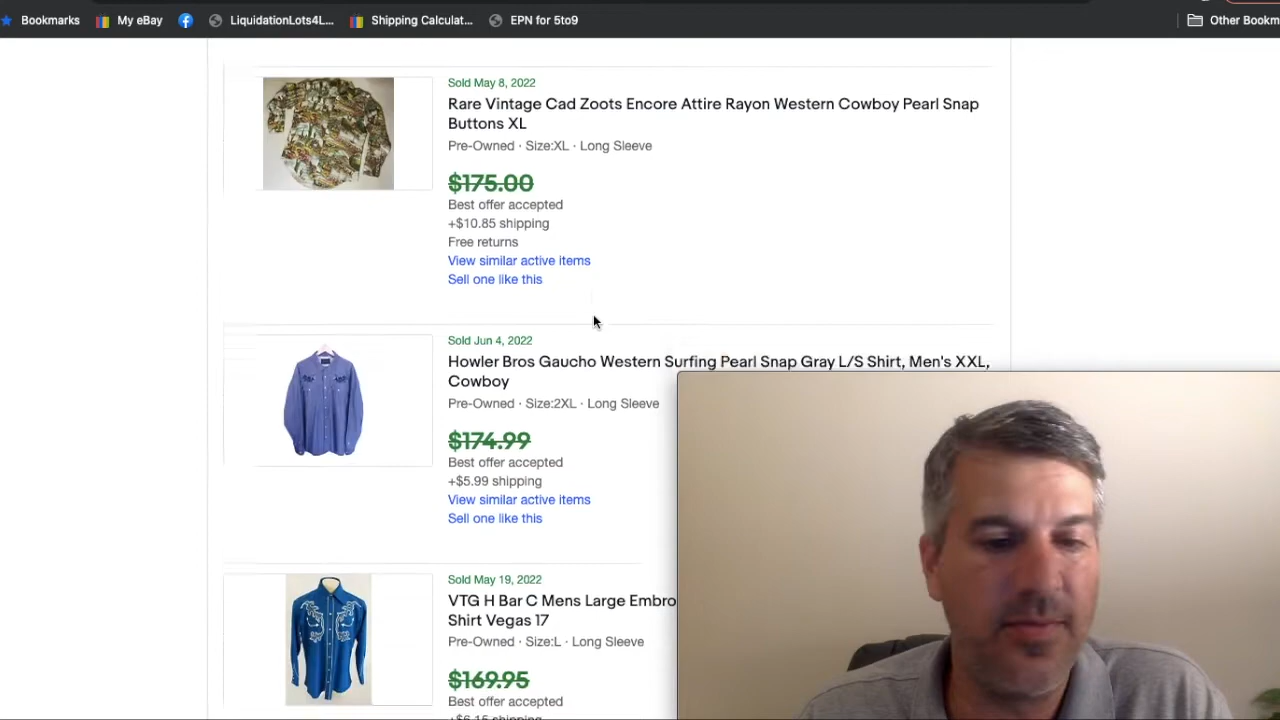 Bookmarks
My eBay
LiquidationLots4L...
Shipping Calculat...
EPN for 5to9
Other Bookm
Sold May 8, 2022
Rare Vintage Cad Zoots Encore Attire Rayon Western Cowboy Pearl Snap
Buttons XL
Pre-Owned · Size:XL · Long Sleeve
$175.00
Best offer accepted
+$10.85 shipping
Free returns
View similar active items
Sell one like this
Sold Jun 4, 2022
Howler Bros Gaucho Western Surfing Pearl Snap Gray L/S Shirt, Men's XXL,
Cowboy
Pre-Owned · Size:2XL · Long Sleeve
$174.99
Best offer accepted
+$5.99 shipping
View similar active items
Sell one like this
Sold May 19, 2022
VTG H Bar C Mens Large Embro
Shirt Vegas 17
Pre-Owned · Size:L · Long Sleeve
$169.95
Best offer accepted
+$6.15 shipping